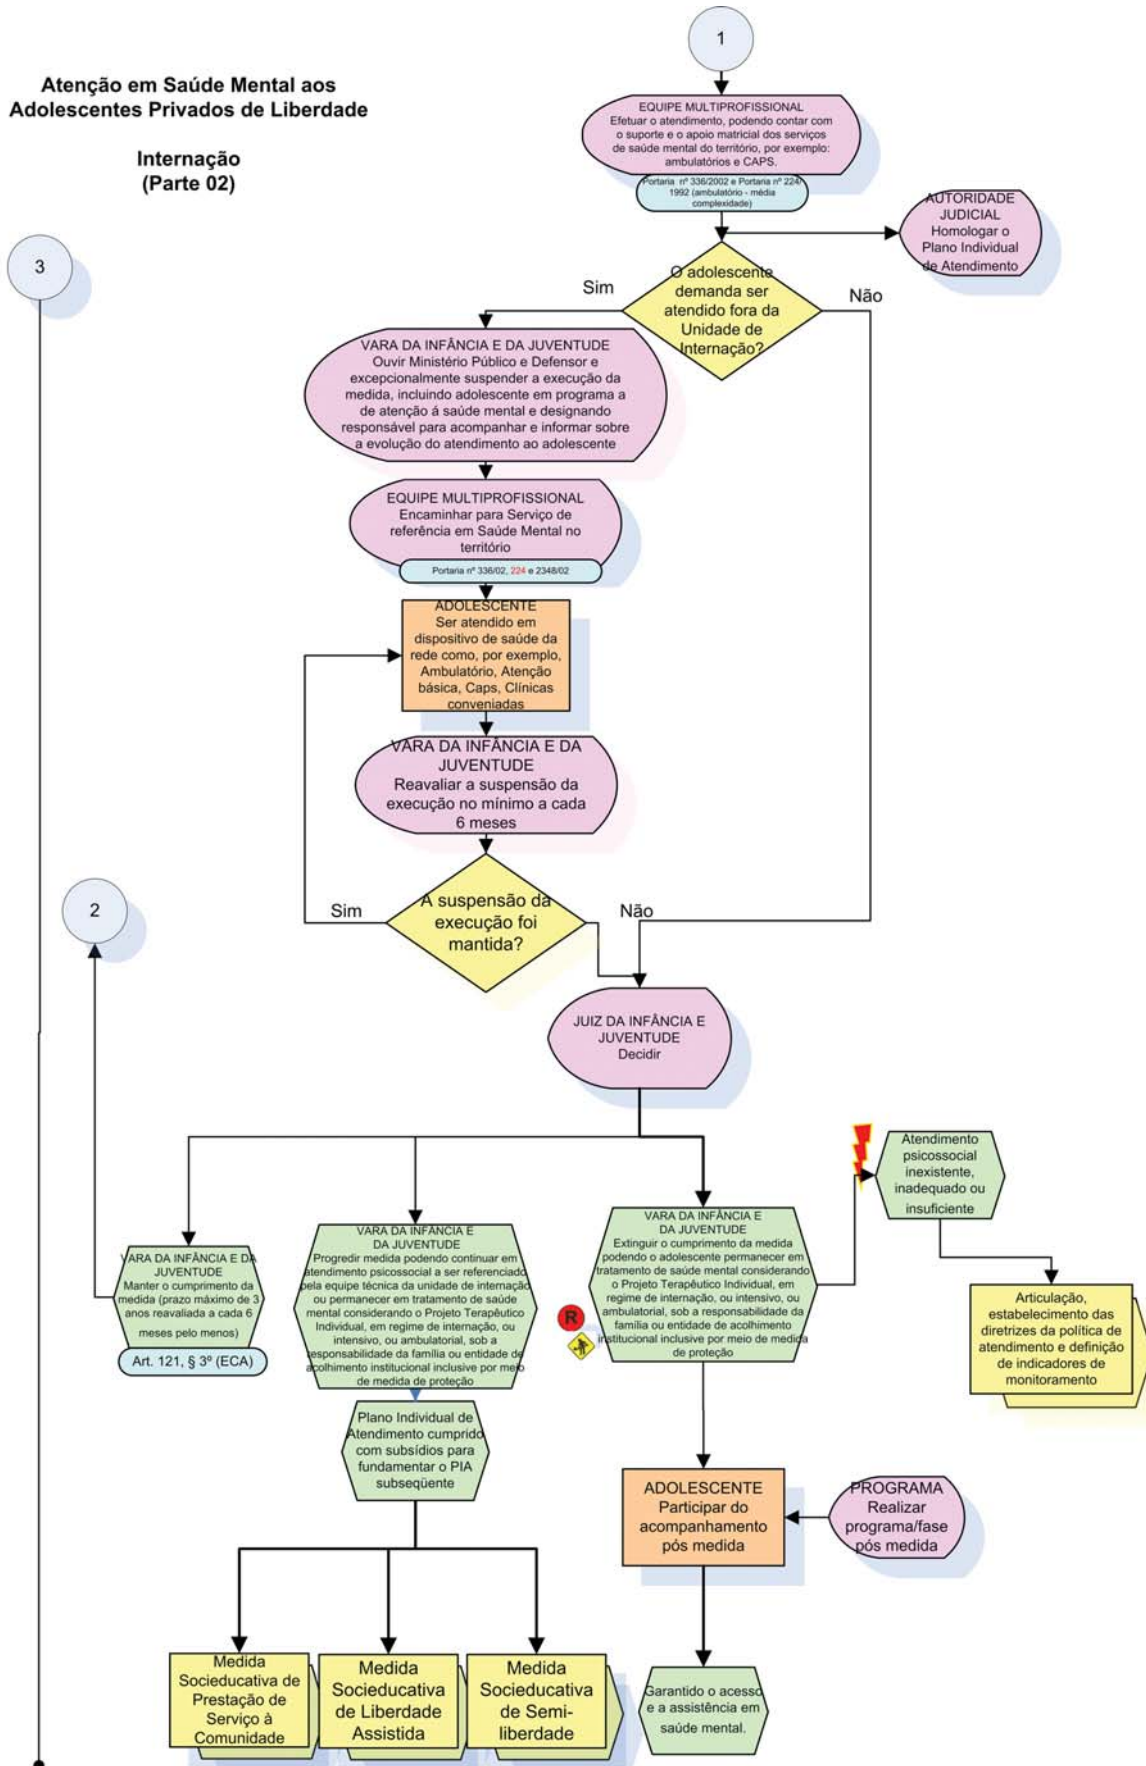 Atenção em Saúde Mental aos
Adolescentes Privados de Liberdade
Internação
(Parte 02)
1
EQUIPE MULTIPROFISSIONAL
Efetuar o atendimento, podendo contar com
o suporte e o apoio matricial dos serviços
de saúde mental do território, por exemplo:
ambulatórios e CAPS.
Portaria nº 336/2002 e Portaria nº 224/
1992 (ambulatório - média
complexidade)
AUTORIDADE
JUDICIAL
Homologar o
Plano Individual
de Atendimento
3
O adolescente
demanda ser
atendido fora da
Unidade de
Internação?
Sim
Não
VARA DA INFÂNCIA E DA JUVENTUDE
Ouvir Ministério Público e Defensor e
excepcionalmente suspender a execução da
medida, incluindo adolescente em programa a
de atenção á saúde mental e designando
responsável para acompanhar e informar sobre
a evolução do atendimento ao adolescente
EQUIPE MULTIPROFISSIONAL
Encaminhar para Serviço de
referência em Saúde Mental no
território
Portaria nº 336/02, 224 e 2348/02
ADOLESCENTE
Ser atendido em
dispositivo de saúde da
rede como, por exemplo,
Ambulatório, Atenção
básica, Caps, Clínicas
conveniadas
VARA DA INFÂNCIA E DA
JUVENTUDE
Reavaliar a suspensão da
execução no mínimo a cada
6 meses
A suspensão da
execução foi
mantida?
Sim
Não
2
JUIZ DA INFÂNCIA E
JUVENTUDE
Decidir
VARA DA INFÂNCIA E DA
JUVENTUDE
Manter o cumprimento da
medida (prazo máximo de 3
anos reavaliada a cada 6
meses pelo menos)
Art. 121, § 3º (ECA)
VARA DA INFÂNCIA E
DA JUVENTUDE
Progredir medida podendo continuar em
atendimento psicossocial a ser referenciado
pela equipe técnica da unidade de internação
ou permanecer em tratamento de saúde
mental considerando o Projeto Terapêutico
Individual, em regime de internação, ou
intensivo, ou ambulatorial, sob a
responsabilidade da família ou entidade de
acolhimento institucional inclusive por meio
de medida de proteção
VARA DA INFÂNCIA E
DA JUVENTUDE
Extinguir o cumprimento da medida
podendo o adolescente permanecer em
tratamento de saúde mental considerando
o Projeto Terapêutico Individual, em
regime de internação, ou intensivo, ou
ambulatorial, sob a responsabilidade da
família ou entidade de acolhimento
institucional inclusive por meio de medida
de proteção
R
Atendimento
psicossocial
inexistente,
inadequado ou
insuficiente
Articulação,
estabelecimento das
diretrizes da política de
atendimento e definição
de indicadores de
monitoramento
Plano Individual de
Atendimento cumprido
com subsídios para
fundamentar o PIA
subseqüente
ADOLESCENTE
Participar do
acompanhamento
pós medida
PROGRAMA
Realizar
programa/fase
pós medida
Medida
Socieducativa de
Prestação de
Serviço à
Comunidade
Medida
Socieducativa
de Liberdade
Assistida
Medida
Socieducativa
de Semi-
liberdade
Garantido o acesso
e a assistência em
saúde mental.